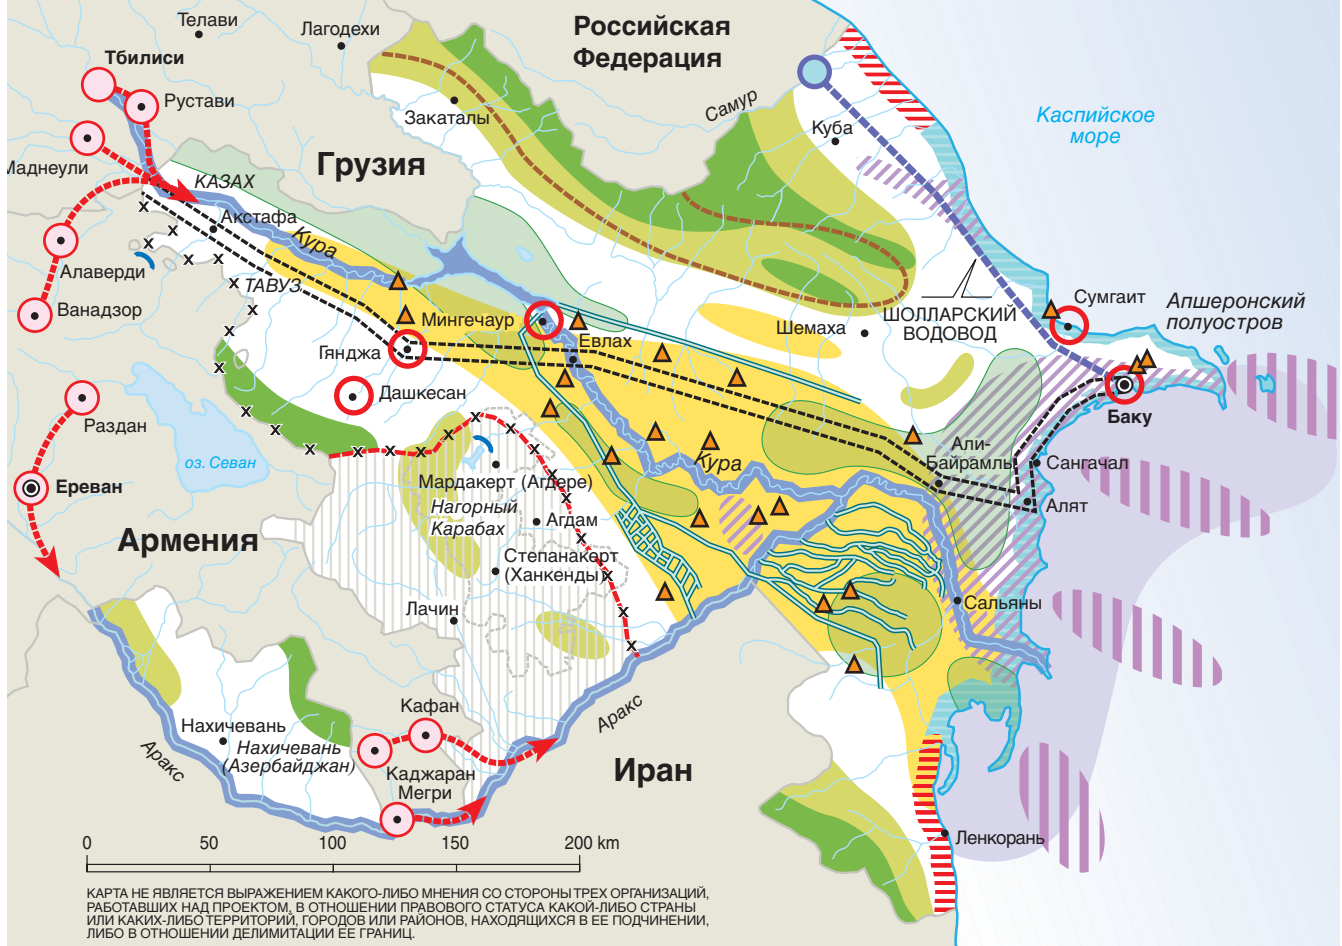 Телави
Лагодехи
Российская
Федерация
Тбилиси
Рустави
Закаталы
Самур
Куба
Каспийское
море
Маднеули
Грузия
КАЗАХ
Акстафа
Кура
Алаверди
ТАВУЗ
Ванадзор
Мингечаур
Гянджа
Евлах
Шемаха
ШОЛЛАРСКИЙ
ВОДОВОД
Сумгаит
Апшеронский
полуостров
Дашкесан
Баку
Раздан
оз. Севан
Ереван
Кура
Али-
Байрамлы
Сангачал
Алят
Мардакерт (Агдере)
Нагорный
Карабах
Агдам
Армения
Степанакерт
(Ханкенды)
Лачин
Сальяны
Аракс
Кафан
Нахичевань
Нахичевань
(Азербайджан)
Аракс
Каджаран
Мегри
Иран
Ленкорань
0 50 100 150 200 km
КАРТА НЕ ЯВЛЯЕТСЯ ВЫРАЖЕНИЕМ КАКОГО-ЛИБО МНЕНИЯ СО СТОРОНЫ ТРЕХ ОРГАНИЗАЦИЙ,
РАБОТАВШИХ НАД ПРОЕКТОМ, В ОТНОШЕНИИ ПРАВОВОГО СТАТУСА КАКОЙ-ЛИБО СТРАНЫ
ИЛИ КАКИХ-ЛИБО ТЕРРИТОРИЙ, ГОРОДОВ ИЛИ РАЙОНОВ, НАХОДЯЩИХСЯ В ЕЕ ПОДЧИНЕНИИ,
ЛИБО В ОТНОШЕНИИ ДЕЛИМИТАЦИИ ЕЕ ГРАНИЦ.